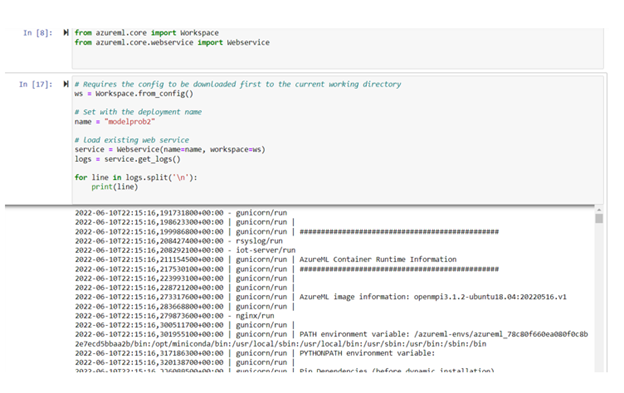 In [8]:
from azureml.core import Workspace
from azureml.core.webservice import Webservice
In [17]:
# Requires the config to be downloaded first to the current working directory
ws = Workspace.from_config()
# Set with the deployment name
name = "modelprob2"
# load existing web service
service = Webservice(name=name, workspace=ws)
logs = service.get_logs()
for line in logs.split('\n'):
print(line)
2022-06-10T22:15:16,191731800+00:00 - gunicorn/run
2022-06-10T22:15:16,198623300+00:00 | gunicorn/run |
2022-06-10T22:15:16,199986800+00:00 | gunicorn/run | ###############################################
2022-06-10T22:15:16,208427400+00:00 - rsyslog/run
2022-06-10T22:15:16,208292100+00:00 - iot-server/run
2022-06-10T22:15:16,211154500+00:00 | gunicorn/run | AzureML Container Runtime Information
2022-06-10T22:15:16,217530100+00:00 | gunicorn/run | ###############################################
2022-06-10T22:15:16,223993100+00:00 | gunicorn/run |
2022-06-10T22:15:16,228721200+00:00 | gunicorn/run |
2022-06-10T22:15:16,273317600+00:00 | gunicorn/run | AzureML image information: openmpi3.1.2-ubuntu18.04:20220516.v1
2022-06-10T22:15:16,283668800+00:00 | gunicorn/run |
2022-06-10T22:15:16,279873600+00:00 - nginx/run
2022-06-10T22:15:16,300511700+00:00 | gunicorn/run |
2022-06-10T22:15:16,301955100+00:00 | gunicorn/run | PATH environment variable: /azureml-envs/azureml_78c80f660ea080f0c8b
2e7ecd5bbaa2b/bin:/opt/miniconda/bin:/usr/local/sbin:/usr/local/bin:/usr/sbin:/usr/bin:/sbin:/bin
2022-06-10T22:15:16,317186300+00:00 | gunicorn/run | PYTHONPATH environment variable:
2022-06-10T22:15:16,320138700+00:00 | gunicorn/run |
gunicorn/run | Pip Dependencies (before dynamic installation)